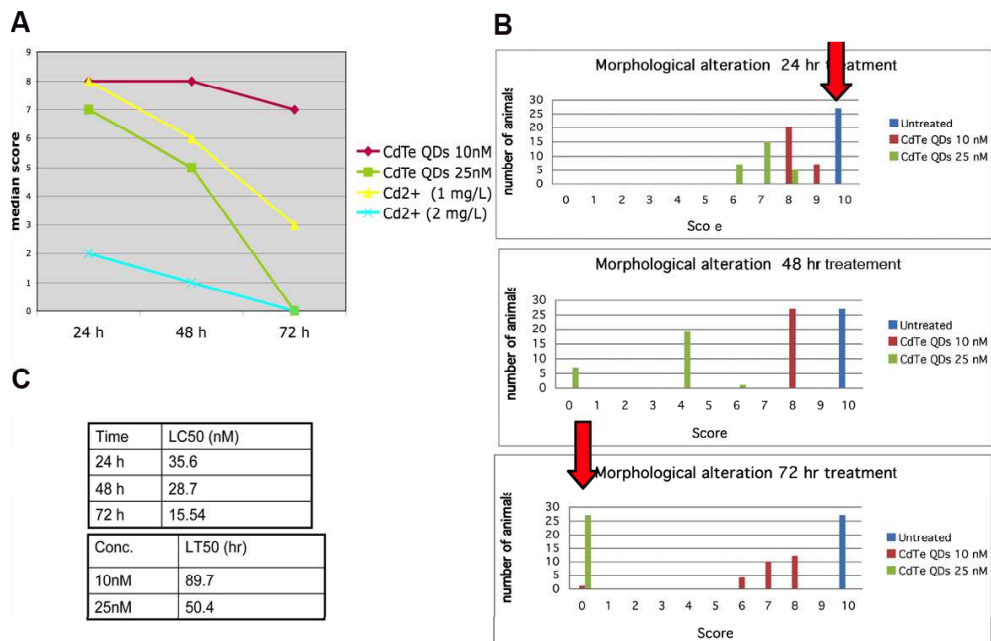 A
9
8
7
6
5
4
3
2
1
0
median score
24 h 48 h 72 h
CdTe QDs 10nM
CdTe QDs 25nM
Cd2+ (1 mg/L)
Cd2+ (2 mg/L)
B
Morphological alteration 24 hr treatment
number of animals
30
25
20
15
10
5
0
0 1 2 3 4 5 6 7 8 9 10
Sco e
Untreated
CdTe QDs 10 nM
CdTe QDs 25 nM
Morphological alteration 48 hr treatement
number of animals
30
25
20
15
10
5
0
0 1 2 3 4 5 6 7 8 9 10
Score
Untreated
CdTe QDs 10 nM
CdTe QDs 25 nM
Morphological alteration 72 hr treatment
number of animals
30
25
20
15
10
5
0
0 1 2 3 4 5 6 7 8 9 10
Score
Untreated
CdTe QDs 10 nM
CdTe QDs 25 nM
C
Time LC50 (nM)
24 h 35.6
48 h 28.7
72 h 15.54
Conc. LT50 (hr)
10nM 89.7
25nM 50.4